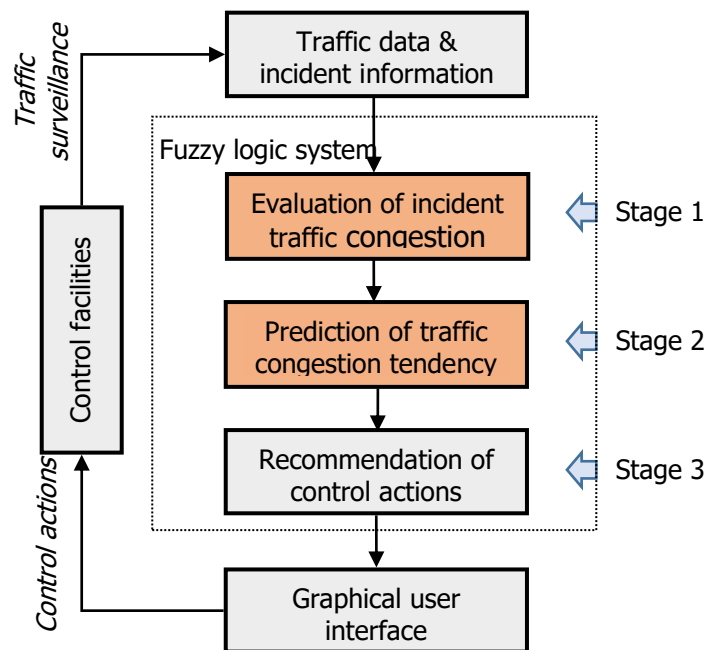 Traffic data &
incident information
Traffic
surveillance
Fuzzy logic system
Evaluation of incident
traffic congestion
Stage 1
Control facilities
Prediction of traffic
congestion tendency
Stage 2
Recommendation of
control actions
Stage 3
Control actions
Graphical user
interface